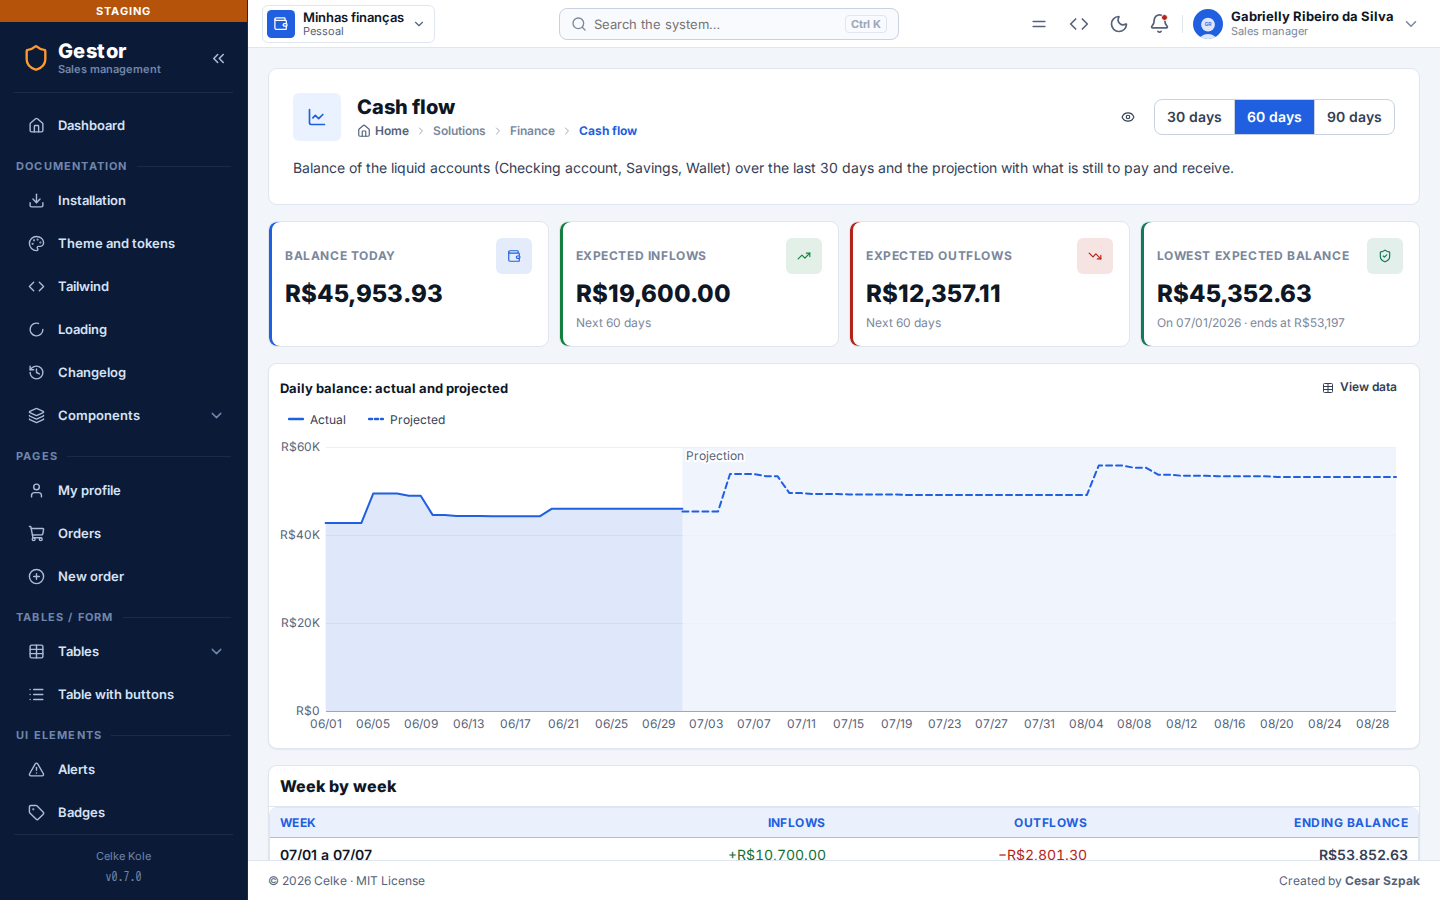 STAGING
Gestor
Sales management
Dashboard
DOCUMENTATION
Installation
Theme and tokens
Tailwind
Loading
Changelog
Components
PAGES
My profile
Orders
New order
TABLES / FORM
Tables
Table with buttons
UI ELEMENTS
Alerts
Badges
Celke Kole
v0.7.0
Minhas finanças
Pessoal
Search the system...
Ctrl K
GR
Gabrielly Ribeiro da Silva
Sales manager
Cash flow
Home
Solutions
Finance
Cash flow
30 days
60 days
90 days
Balance of the liquid accounts (Checking account, Savings, Wallet) over the last 30 days and the projection with what is still to pay and receive.
BALANCE TODAY
R$45,953.93
EXPECTED INFLOWS
R$19,600.00
Next 60 days
EXPECTED OUTFLOWS
R$12,357.11
Next 60 days
LOWEST EXPECTED BALANCE
R$45,352.63
On 07/01/2026 · ends at R$53,197
Daily balance: actual and projected
View data
Actual
Projected
R$60K
R$40K
R$20K
R$0
Projection
06/01 06/05 06/09 06/13 06/17 06/21 06/25 06/29 07/03 07/07 07/11 07/15 07/19 07/23 07/27 07/31 08/04 08/08 08/12 08/16 08/20 08/24 08/28
Week by week
WEEK INFLOWS OUTFLOWS ENDING BALANCE
07/01 a 07/07 +R$10,700.00 −R$2,801.30 R$53,852.63
© 2026 Celke · MIT License
Created by Cesar Szpak